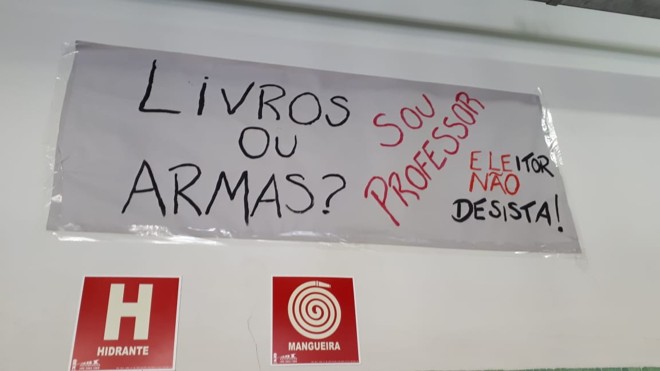 LIVROS
OU
ARMAS?
SOU
PROFESSOR
ELEITOR
NÃO
DESISTA!
H
HIDRANTE
MANGUEIRA